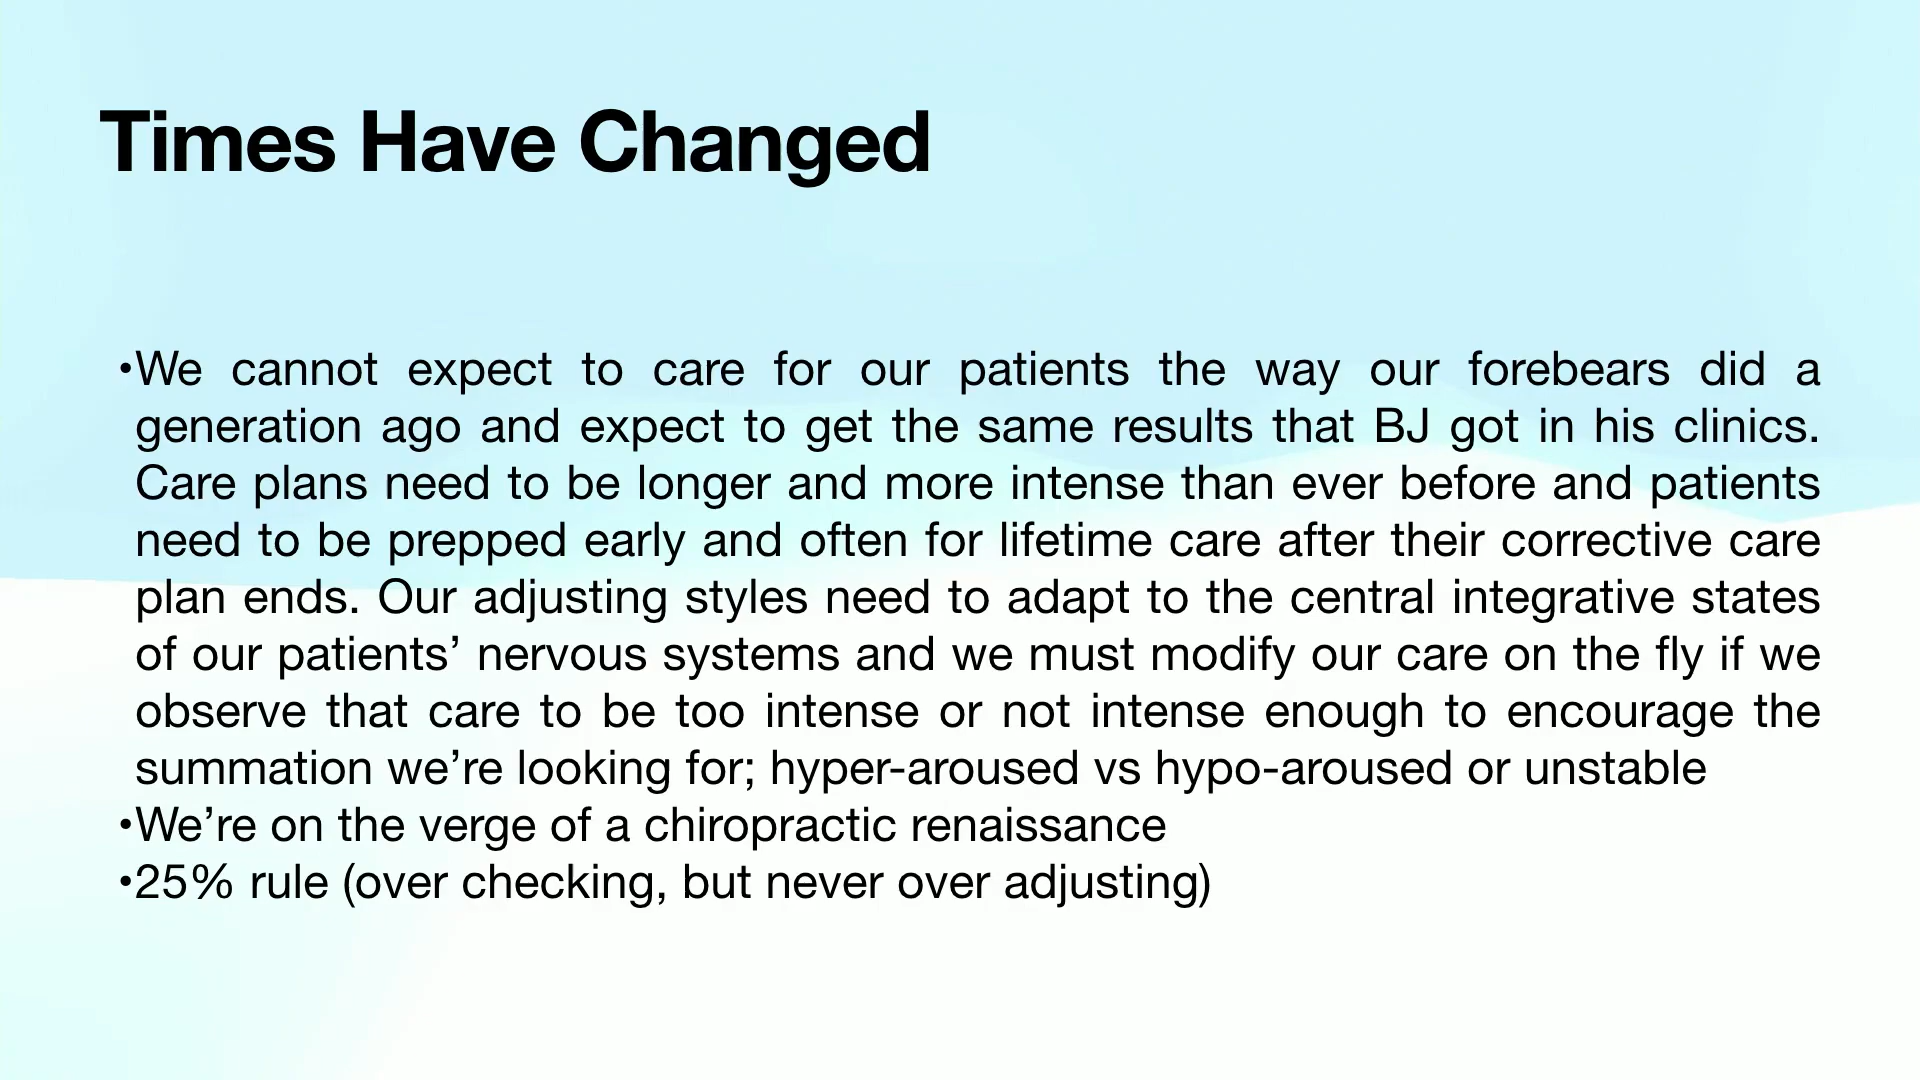 Times Have Changed
•We cannot expect to care for our patients the way our forebears did a
generation ago and expect to get the same results that BJ got in his clinics.
Care plans need to be longer and more intense than ever before and patients
need to be prepped early and often for lifetime care after their corrective care
plan ends. Our adjusting styles need to adapt to the central integrative states
of our patients’ nervous systems and we must modify our care on the fly if we
observe that care to be too intense or not intense enough to encourage the
summation we’re looking for; hyper-aroused vs hypo-aroused or unstable
•We’re on the verge of a chiropractic renaissance
•25% rule (over checking, but never over adjusting)